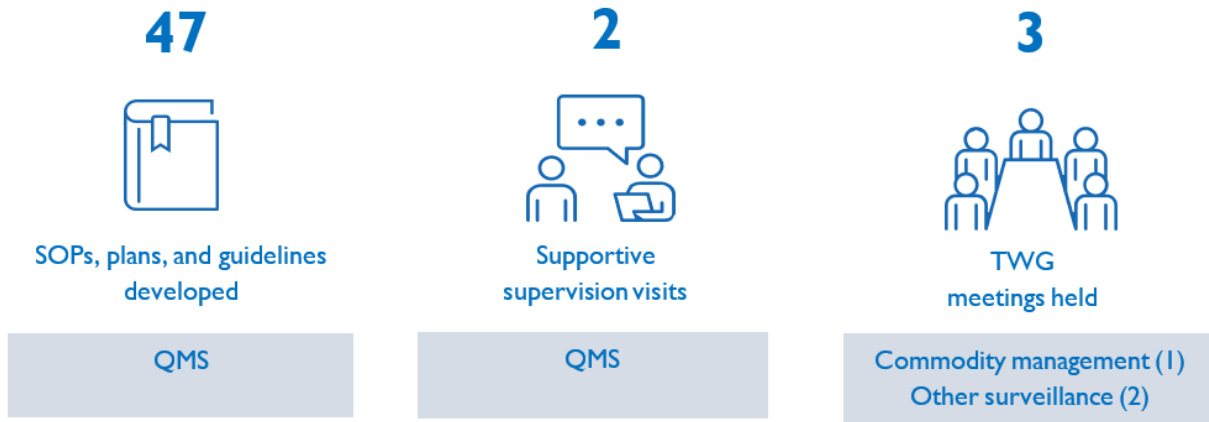 47
SOPs, plans, and guidelines
developed
QMS
2
Supportive
supervision visits
QMS
3
TWG
meetings held
Commodity management (1)
Other surveillance (2)